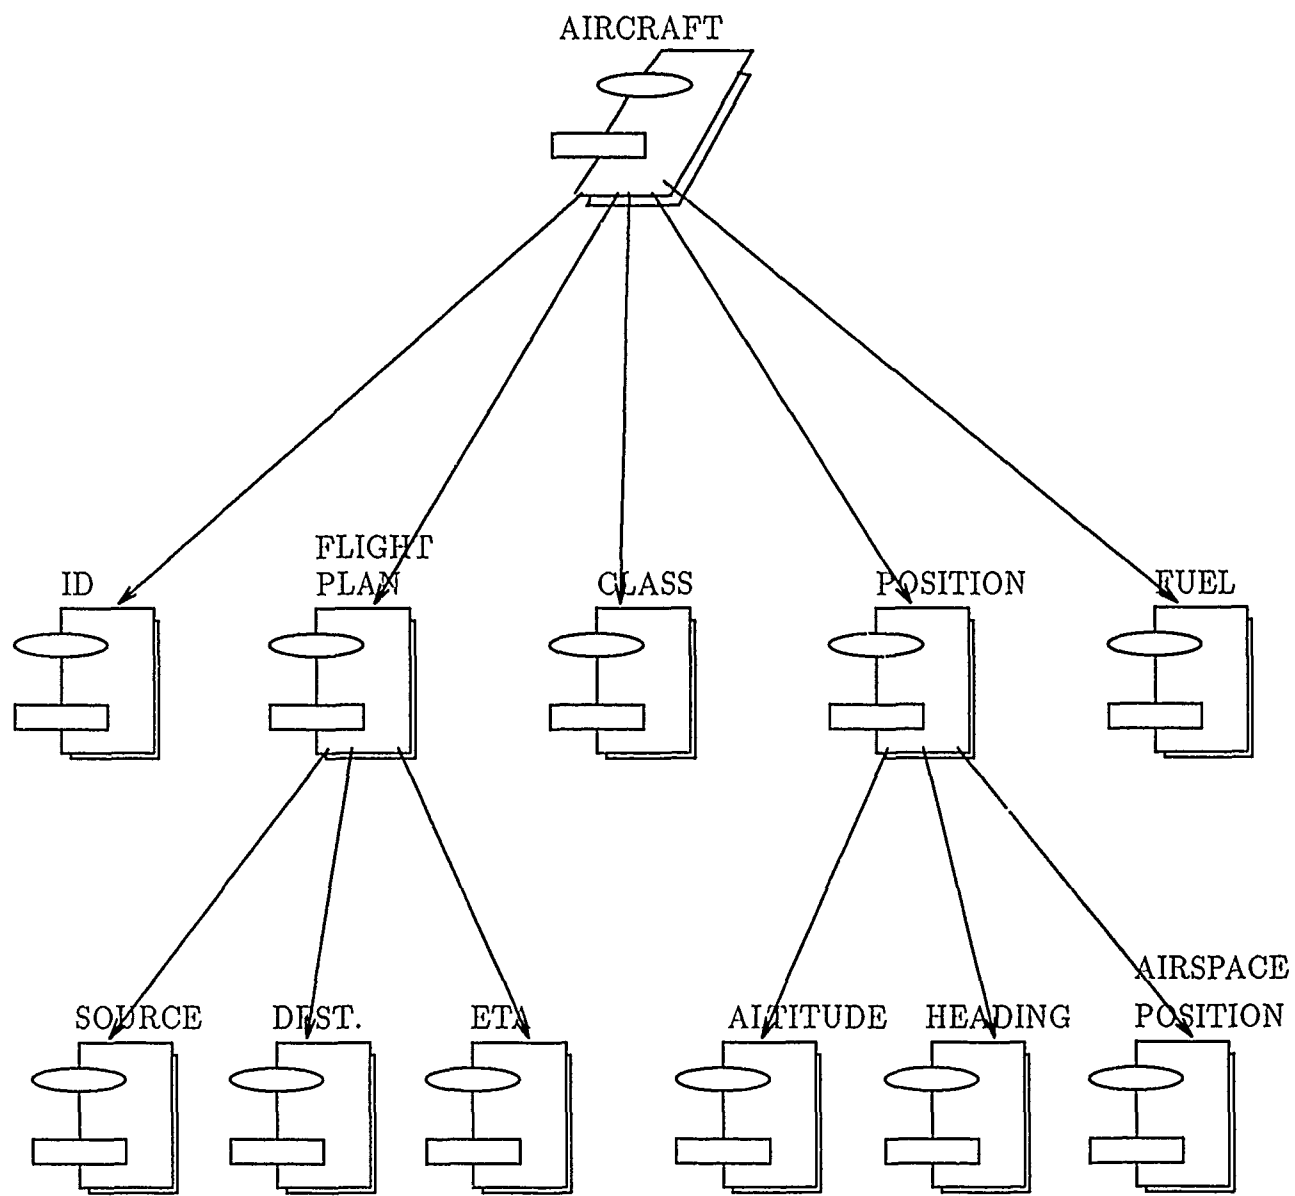 AIRCRAFT
FLIGHT
ID
PLAN
CLASS
POSITION
FUEL
AIRSPACE
SOURCE
DEST.
ETA
ALTITUDE
HEADING
POSITION